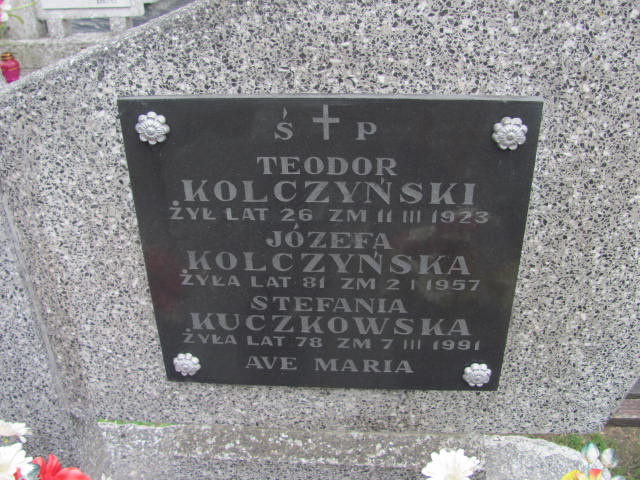 Ś P
TEODOR
KOLCZYŃSKI
ŻYŁ LAT 26 ZM 11 III 1923
JÓZEFA
KOLCZYŃSKA
ŻYŁA LAT 81 ZM 2 I 1957
STEFANIA
KUCZKOWSKA
ŻYŁA LAT 78 ZM 7 III 1991
AVE MARIA